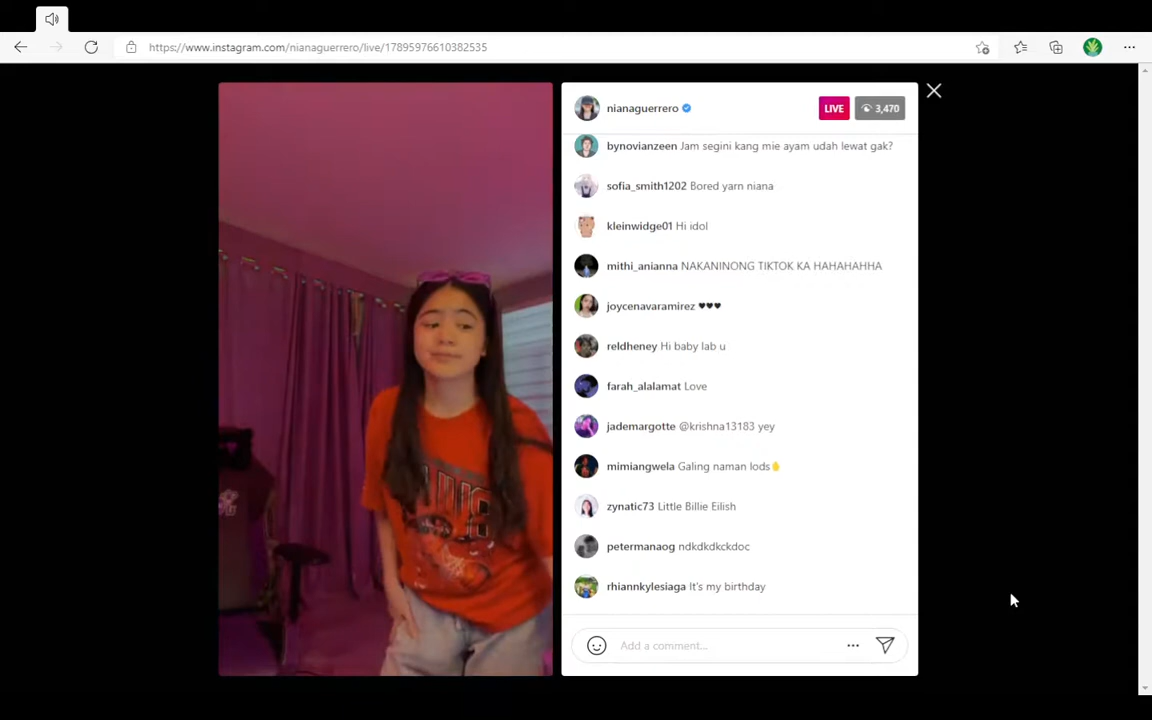 https://www.instagram.com/nianaguerrero/live/17895976610382535
nianaguerrero
LIVE
3,470
bynovianzeen Jam segini kang mie ayam udah lewat gak?
sofia_smith1202 Bored yarn niana
kleinwidge01 Hi idol
mithi_anianna NAKANINONG TIKTOK KA HAHAHAHHA
joycenavaramirez ♥♥♥
reldheney Hi baby lab u
farah_alalamat Love
jademargotte @krishna13183 yey
mimiangwela Galing naman lods
zynatic73 Little Billie Eilish
petermanaog ndkdkdkckdoc
rhiannkylesiaga It's my birthday
Add a comment...